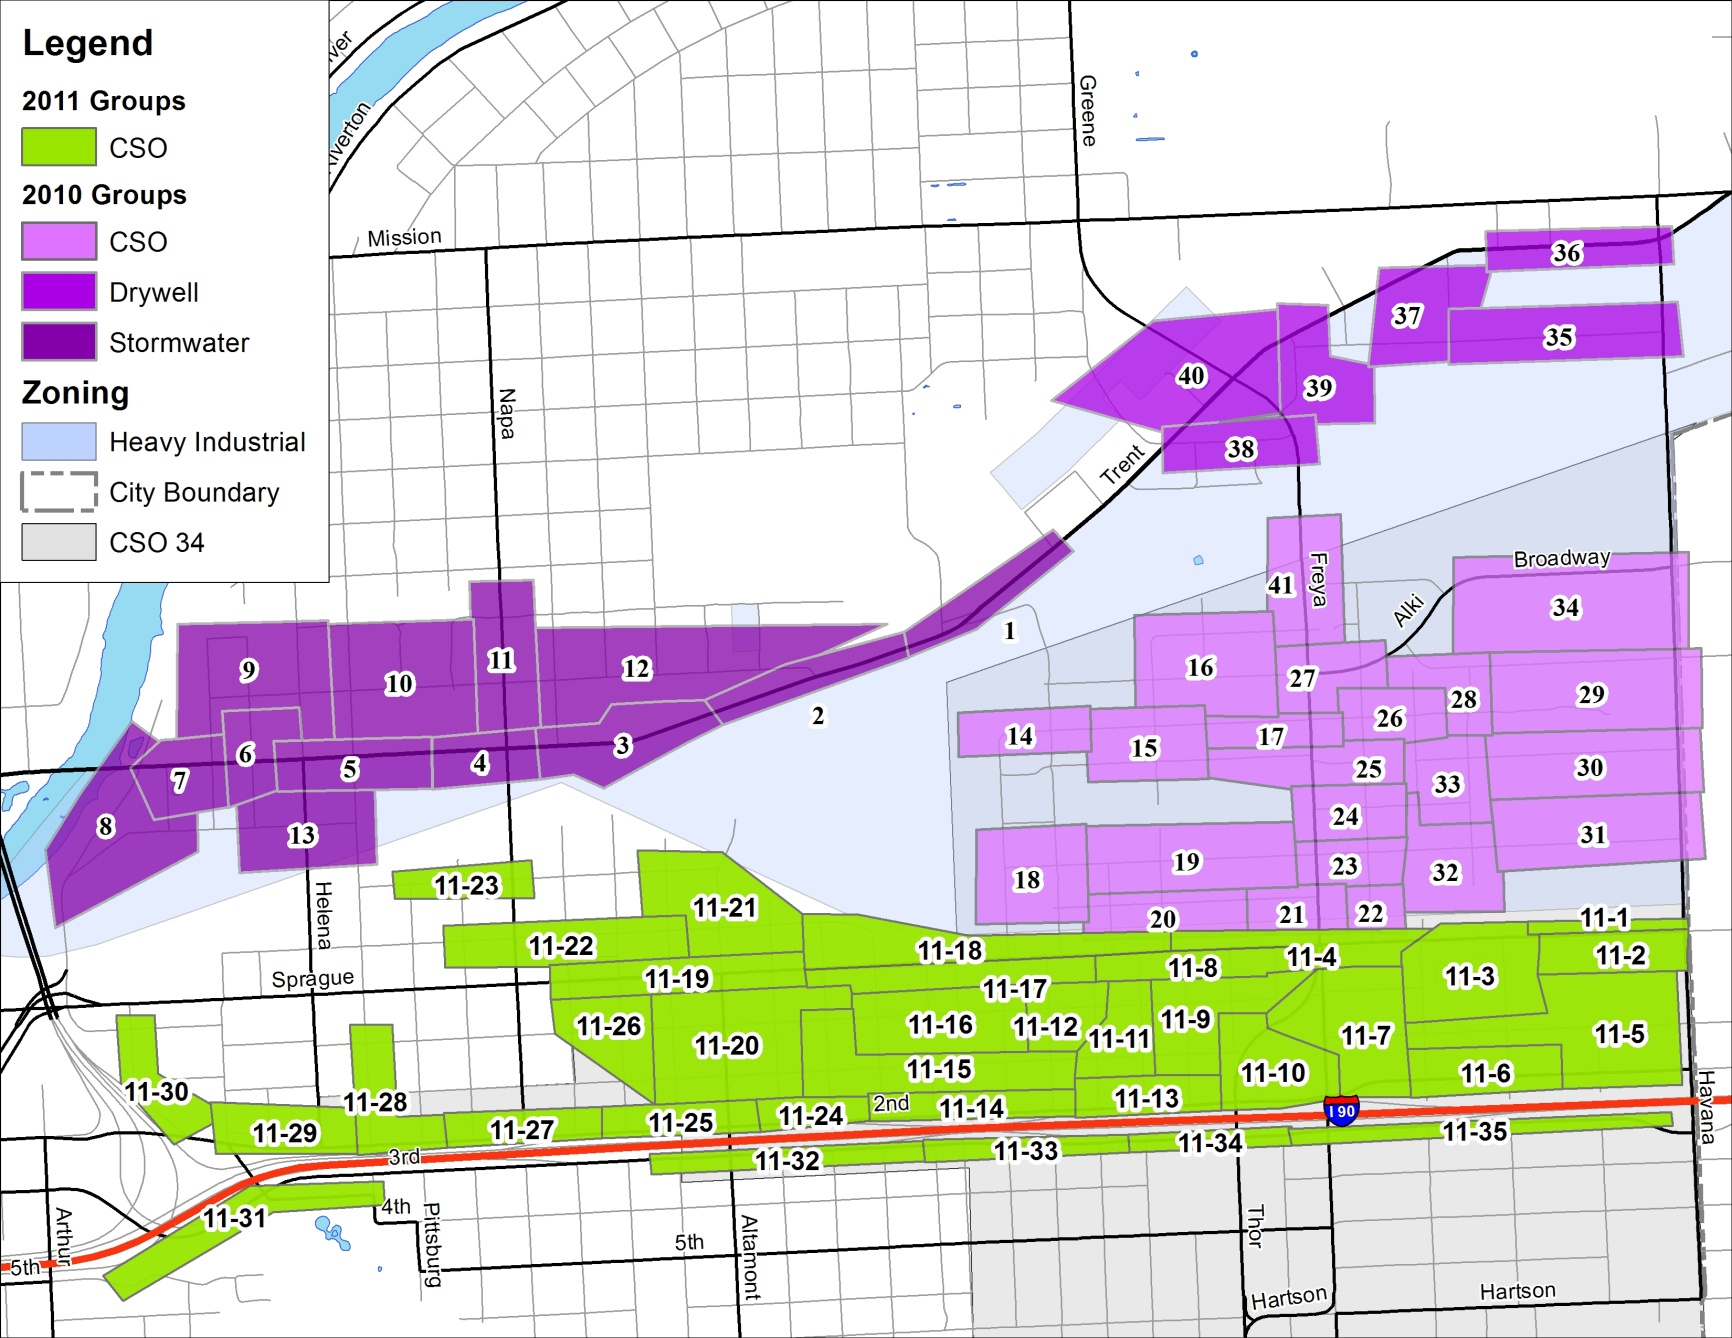 Legend
2011 Groups
CSO
2010 Groups
CSO
Drywell
Stormwater
Zoning
Heavy Industrial
City Boundary
CSO 34
Mission
Greene
Napa
Trent
36
37
35
40
39
38
Broadway
Freya
Alki
41
34
1
16
27
28
29
9
10
11
12
2
14
15
17
26
6
3
7
5
4
25
30
33
8
13
24
31
18
19
23
32
20
21
22
Helena
Sprague
11-23
11-21
11-22
11-18
11-1
11-4
11-2
11-19
11-8
11-3
11-17
11-26
11-16
11-12
11-11
11-9
11-7
11-5
11-20
11-15
11-10
11-6
11-30
11-28
2nd
11-14
11-13
I 90
11-29
11-27
11-25
11-24
11-35
Havana
3rd
11-32
11-33
11-34
11-31
4th
Arthur
Pittsburg
Altamont
Thor
5th
5th
Hartson
Hartson